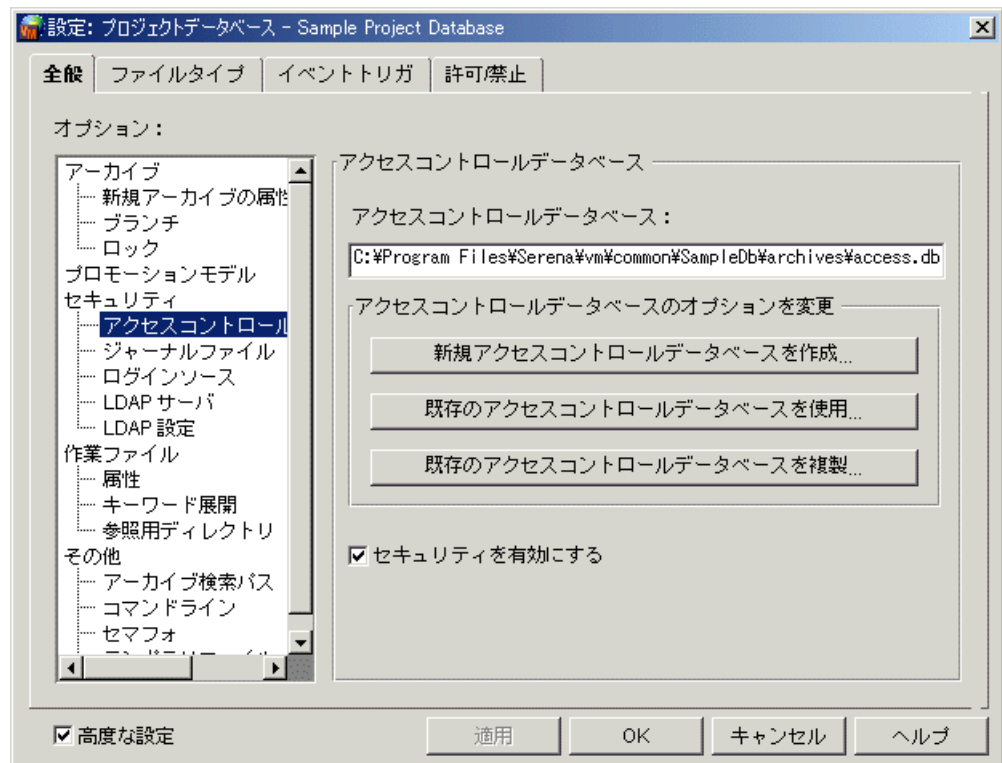 設定: プロジェクトデータベース – Sample Project Database
全般 ファイルタイプ イベントトリガ 許可/禁止
オプション：
アーカイブ
新規アーカイブの属性
ブランチ
ロック
プロモーションモデル
セキュリティ
アクセスコントロール
ジャーナルファイル
ログインソース
LDAP サーバ
LDAP 設定
作業ファイル
属性
キーワード展開
参照用ディレクトリ
その他
アーカイブ検索パス
コマンドライン
セマフォ
アクセスコントロールデータベース
アクセスコントロールデータベース：
C:¥Program Files¥Serena¥vm¥common¥SampleDb¥archives¥access.db
アクセスコントロールデータベースのオプションを変更
新規アクセスコントロールデータベースを作成...
既存のアクセスコントロールデータベースを使用...
既存のアクセスコントロールデータベースを複製...
セキュリティを有効にする
高度な設定
適用 OK キャンセル ヘルプ